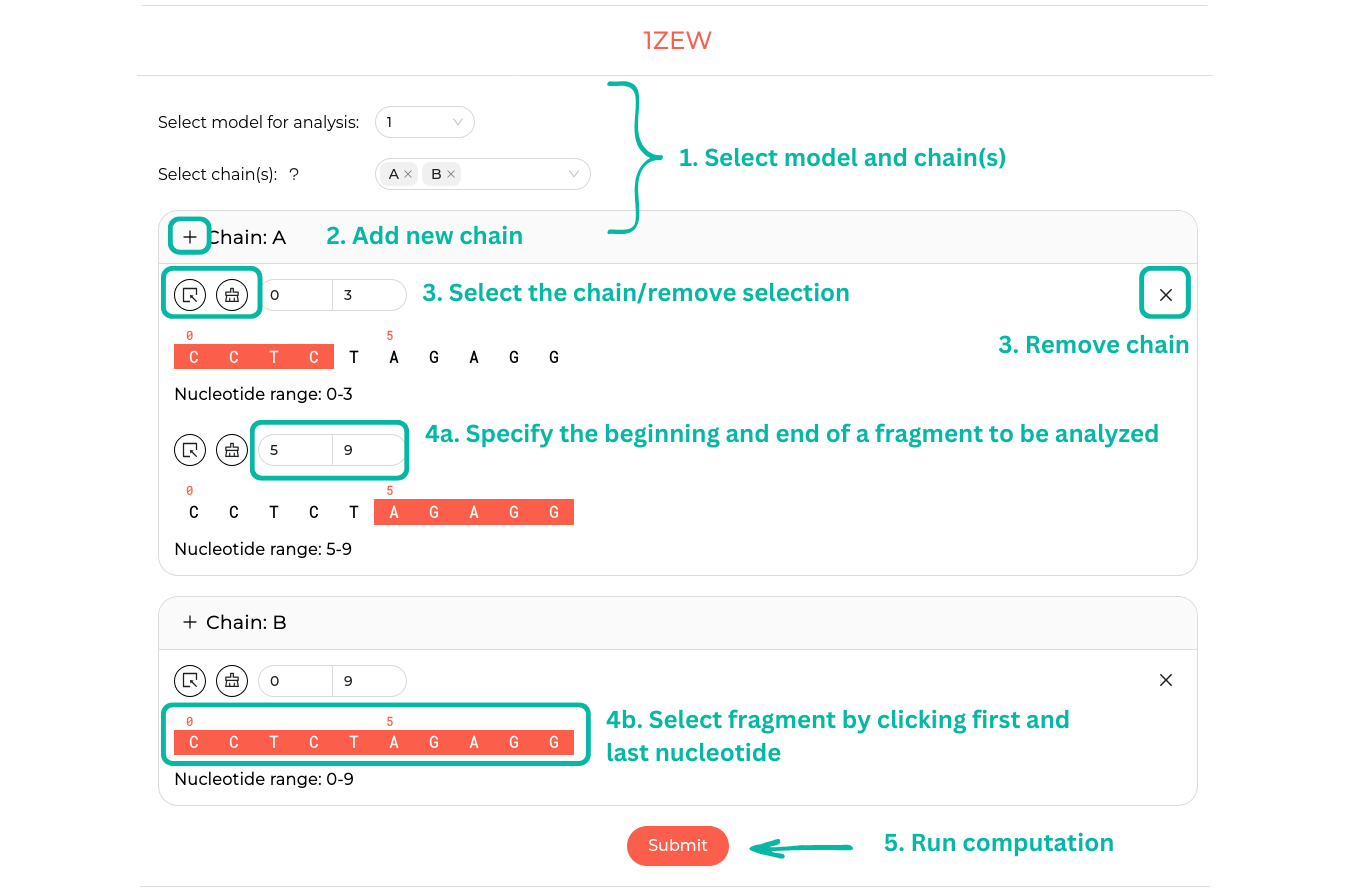 1ZEW
Select model for analysis: 1
Select chain(s): ? A × B ×
1. Select model and chain(s)
+ Chain: A 2. Add new chain
0 3 3. Select the chain/remove selection
3. Remove chain
0 5
C C T C T A G A G G
Nucleotide range: 0-3
5 9 4a. Specify the beginning and end of a fragment to be analyzed
0 5
C C T C T A G A G G
Nucleotide range: 5-9
+ Chain: B
0 9
0 5
C C T C T A G A G G
4b. Select fragment by clicking first and
last nucleotide
Nucleotide range: 0-9
Submit 5. Run computation